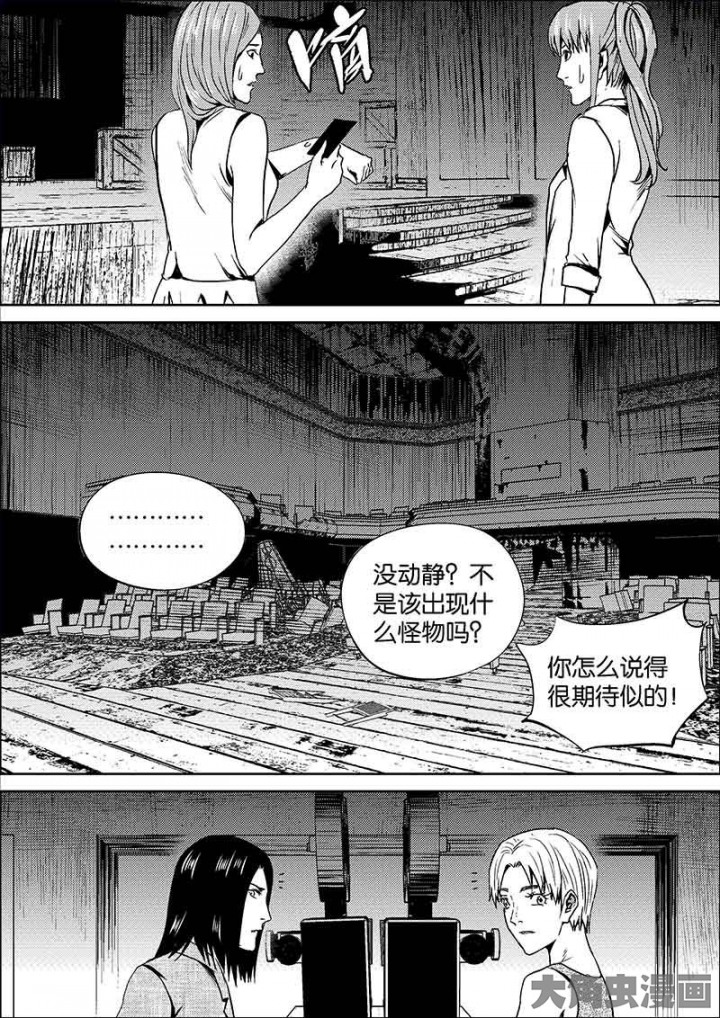 嘀
…………
…………
没动静？不
是该出现什
么怪物吗？
你怎么说得
很期待似的！
大角虫漫画